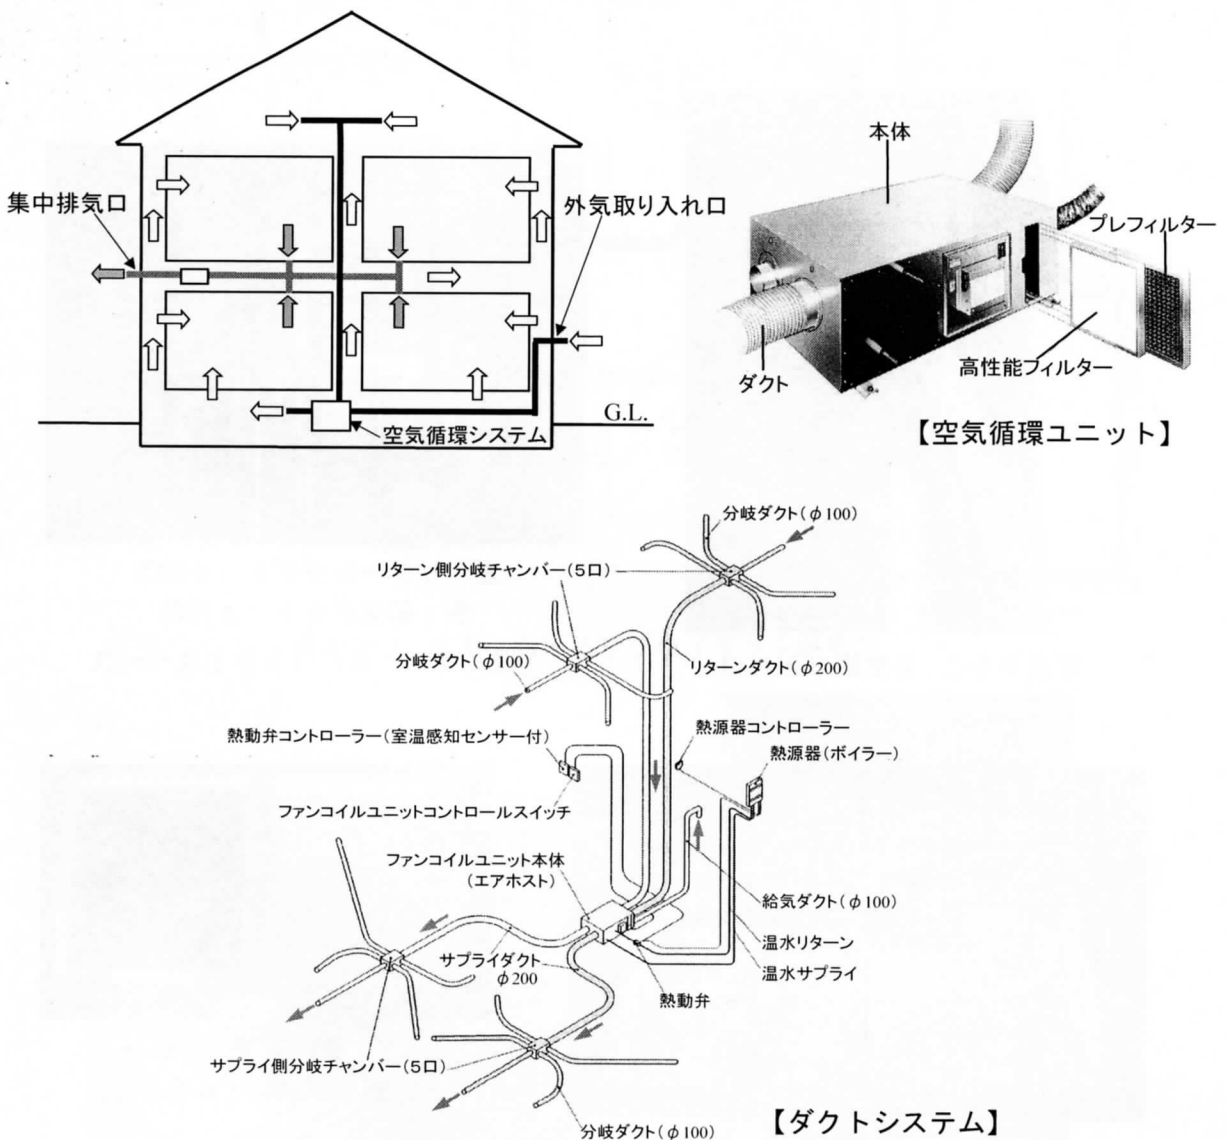 集中排気口
外気取り入れ口
G.L.
空気循環システム
本体
プレフィルター
ダクト
高性能フィルター
【空気循環ユニット】
分岐ダクト(φ100)
リターン側分岐チャンバー(5口)
分岐ダクト(φ100)
リターンダクト(φ200)
熱動弁コントローラー(室温感知センサー付)
熱源器コントローラー
熱源器(ボイラー)
ファンコイルユニットコントロールスイッチ
ファンコイルユニット本体
(エアホスト)
給気ダクト(φ100)
サプライダクト
φ200
温水リターン
温水サプライ
熱動弁
サプライ側分岐チャンバー(5口)
分岐ダクト(φ100)
【ダクトシステム】